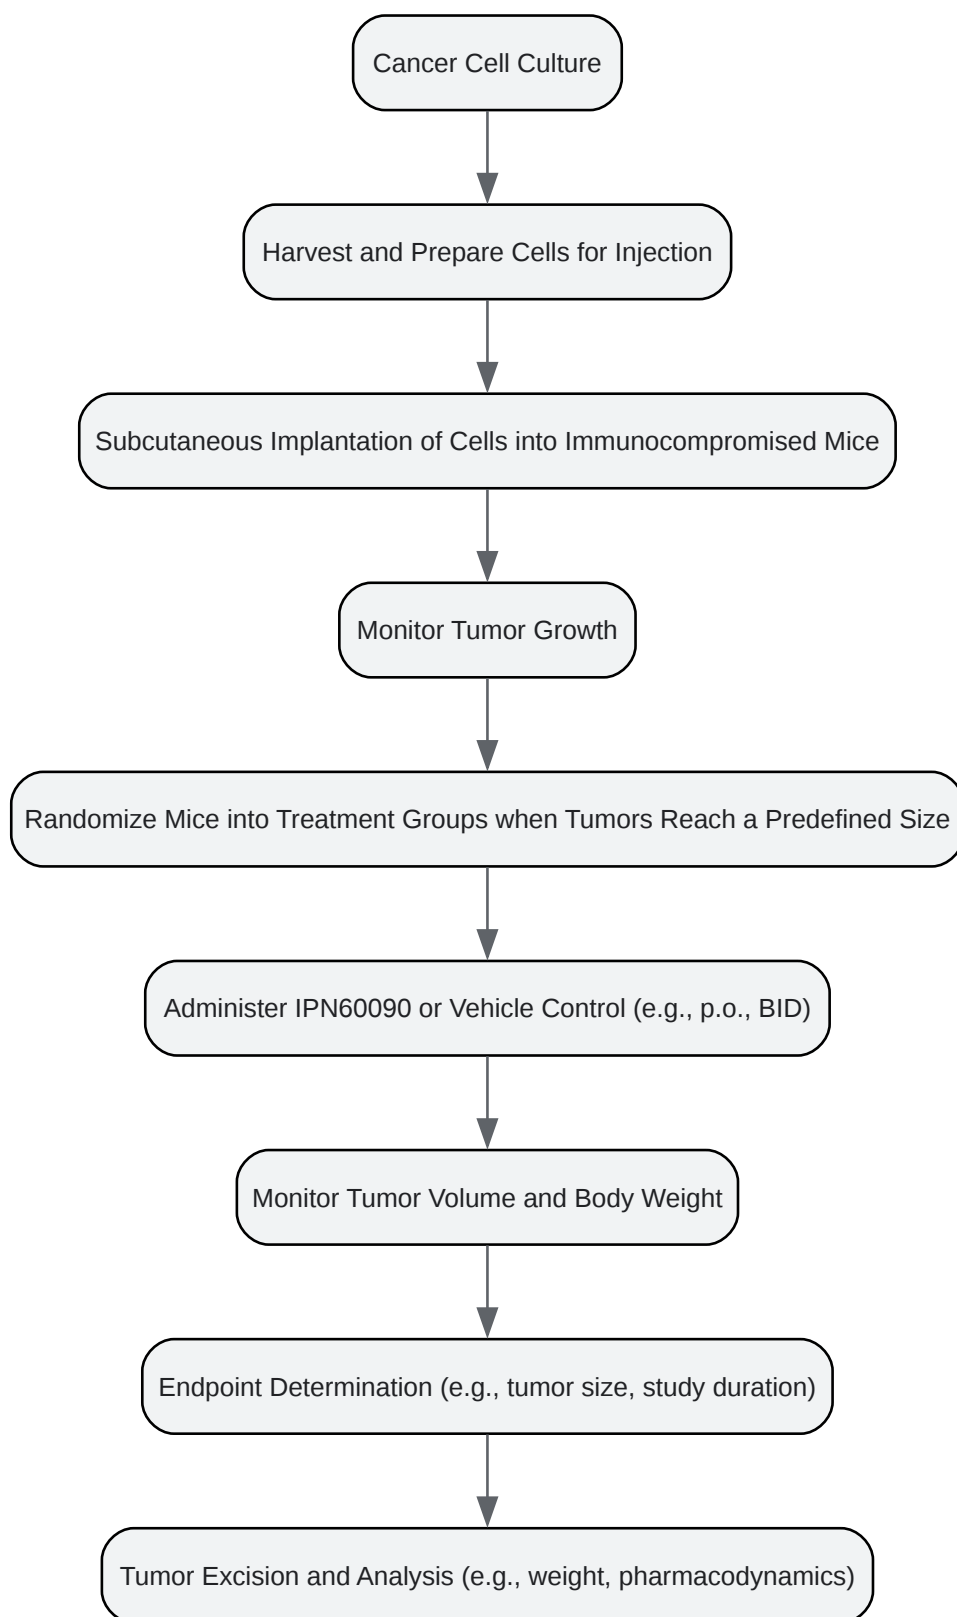 Cancer Cell Culture
Harvest and Prepare Cells for Injection
Subcutaneous Implantation of Cells into Immunocompromised Mice
Monitor Tumor Growth
Randomize Mice into Treatment Groups when Tumors Reach a Predefined Size
Administer IPN60090 or Vehicle Control (e.g., p.o., BID)
Monitor Tumor Volume and Body Weight
Endpoint Determination (e.g., tumor size, study duration)
Tumor Excision and Analysis (e.g., weight, pharmacodynamics)